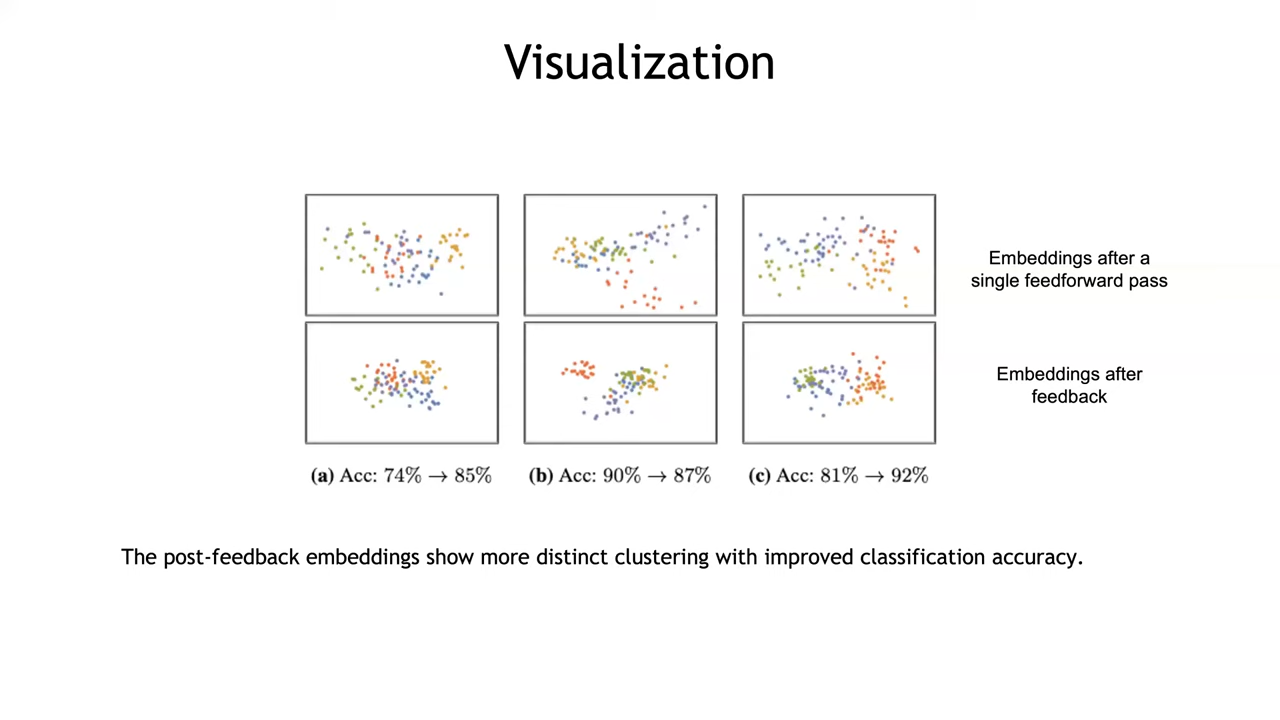 Visualization
Embeddings after a
single feedforward pass
Embeddings after
feedback
(a) Acc: 74% → 85%
(b) Acc: 90% → 87%
(c) Acc: 81% → 92%
The post-feedback embeddings show more distinct clustering with improved classification accuracy.